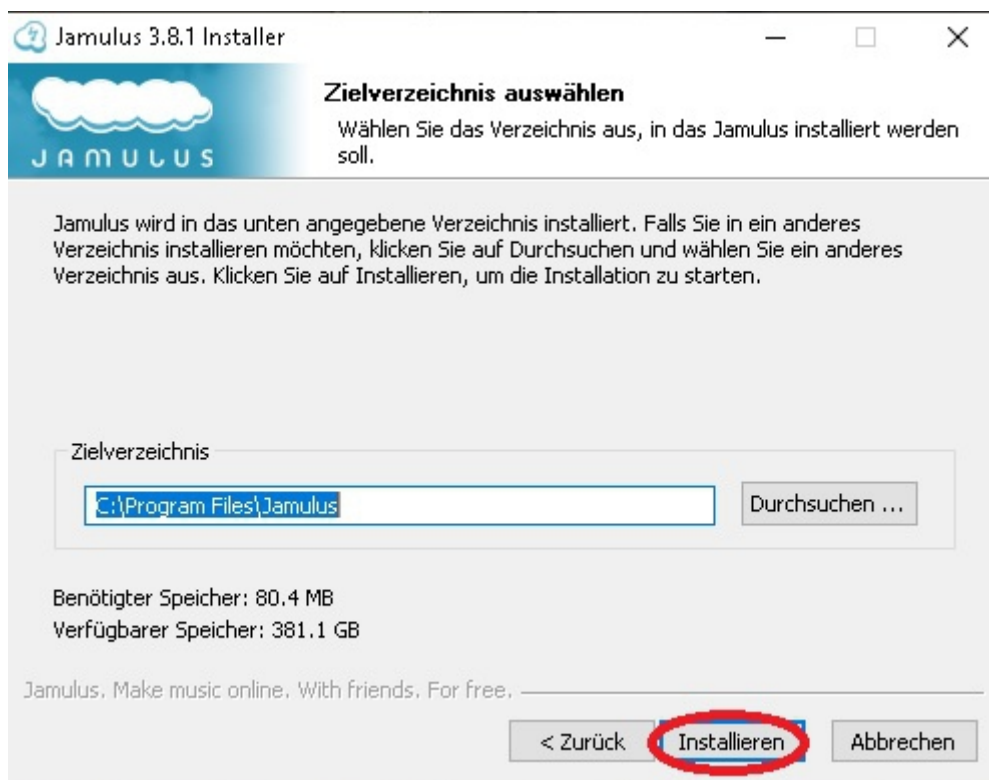 Jamulus 3.8.1 Installer
JAMULUS
Zielverzeichnis auswählen
Wählen Sie das Verzeichnis aus, in das Jamulus installiert werden
soll.
Jamulus wird in das unten angegebene Verzeichnis installiert. Falls Sie in ein anderes
Verzeichnis installieren möchten, klicken Sie auf Durchsuchen und wählen Sie ein anderes
Verzeichnis aus. Klicken Sie auf Installieren, um die Installation zu starten.
Zielverzeichnis
C:\Program Files\Jamulus
Durchsuchen ...
Benötigter Speicher: 80.4 MB
Verfügbarer Speicher: 381.1 GB
Jamulus. Make music online. With friends. For free.
< Zurück
Installieren
Abbrechen